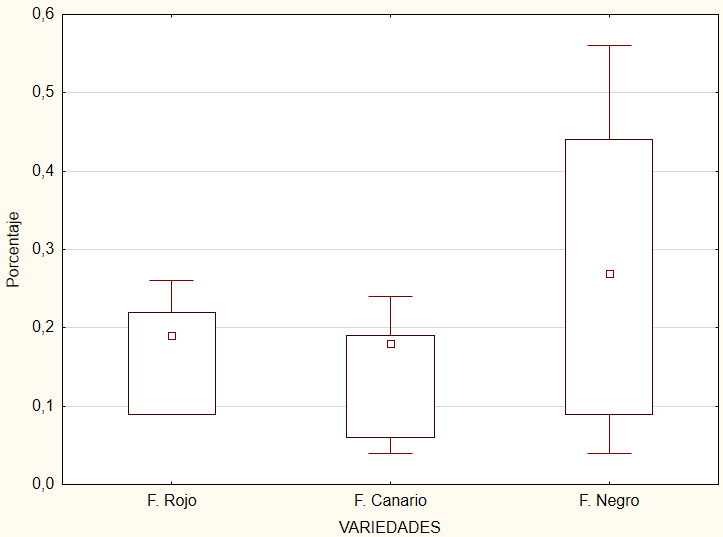 0,6
0,5
0,4
0,3
0,2
0,1
0,0
Porcentaje
F. Rojo
F. Canario
F. Negro
VARIEDADES